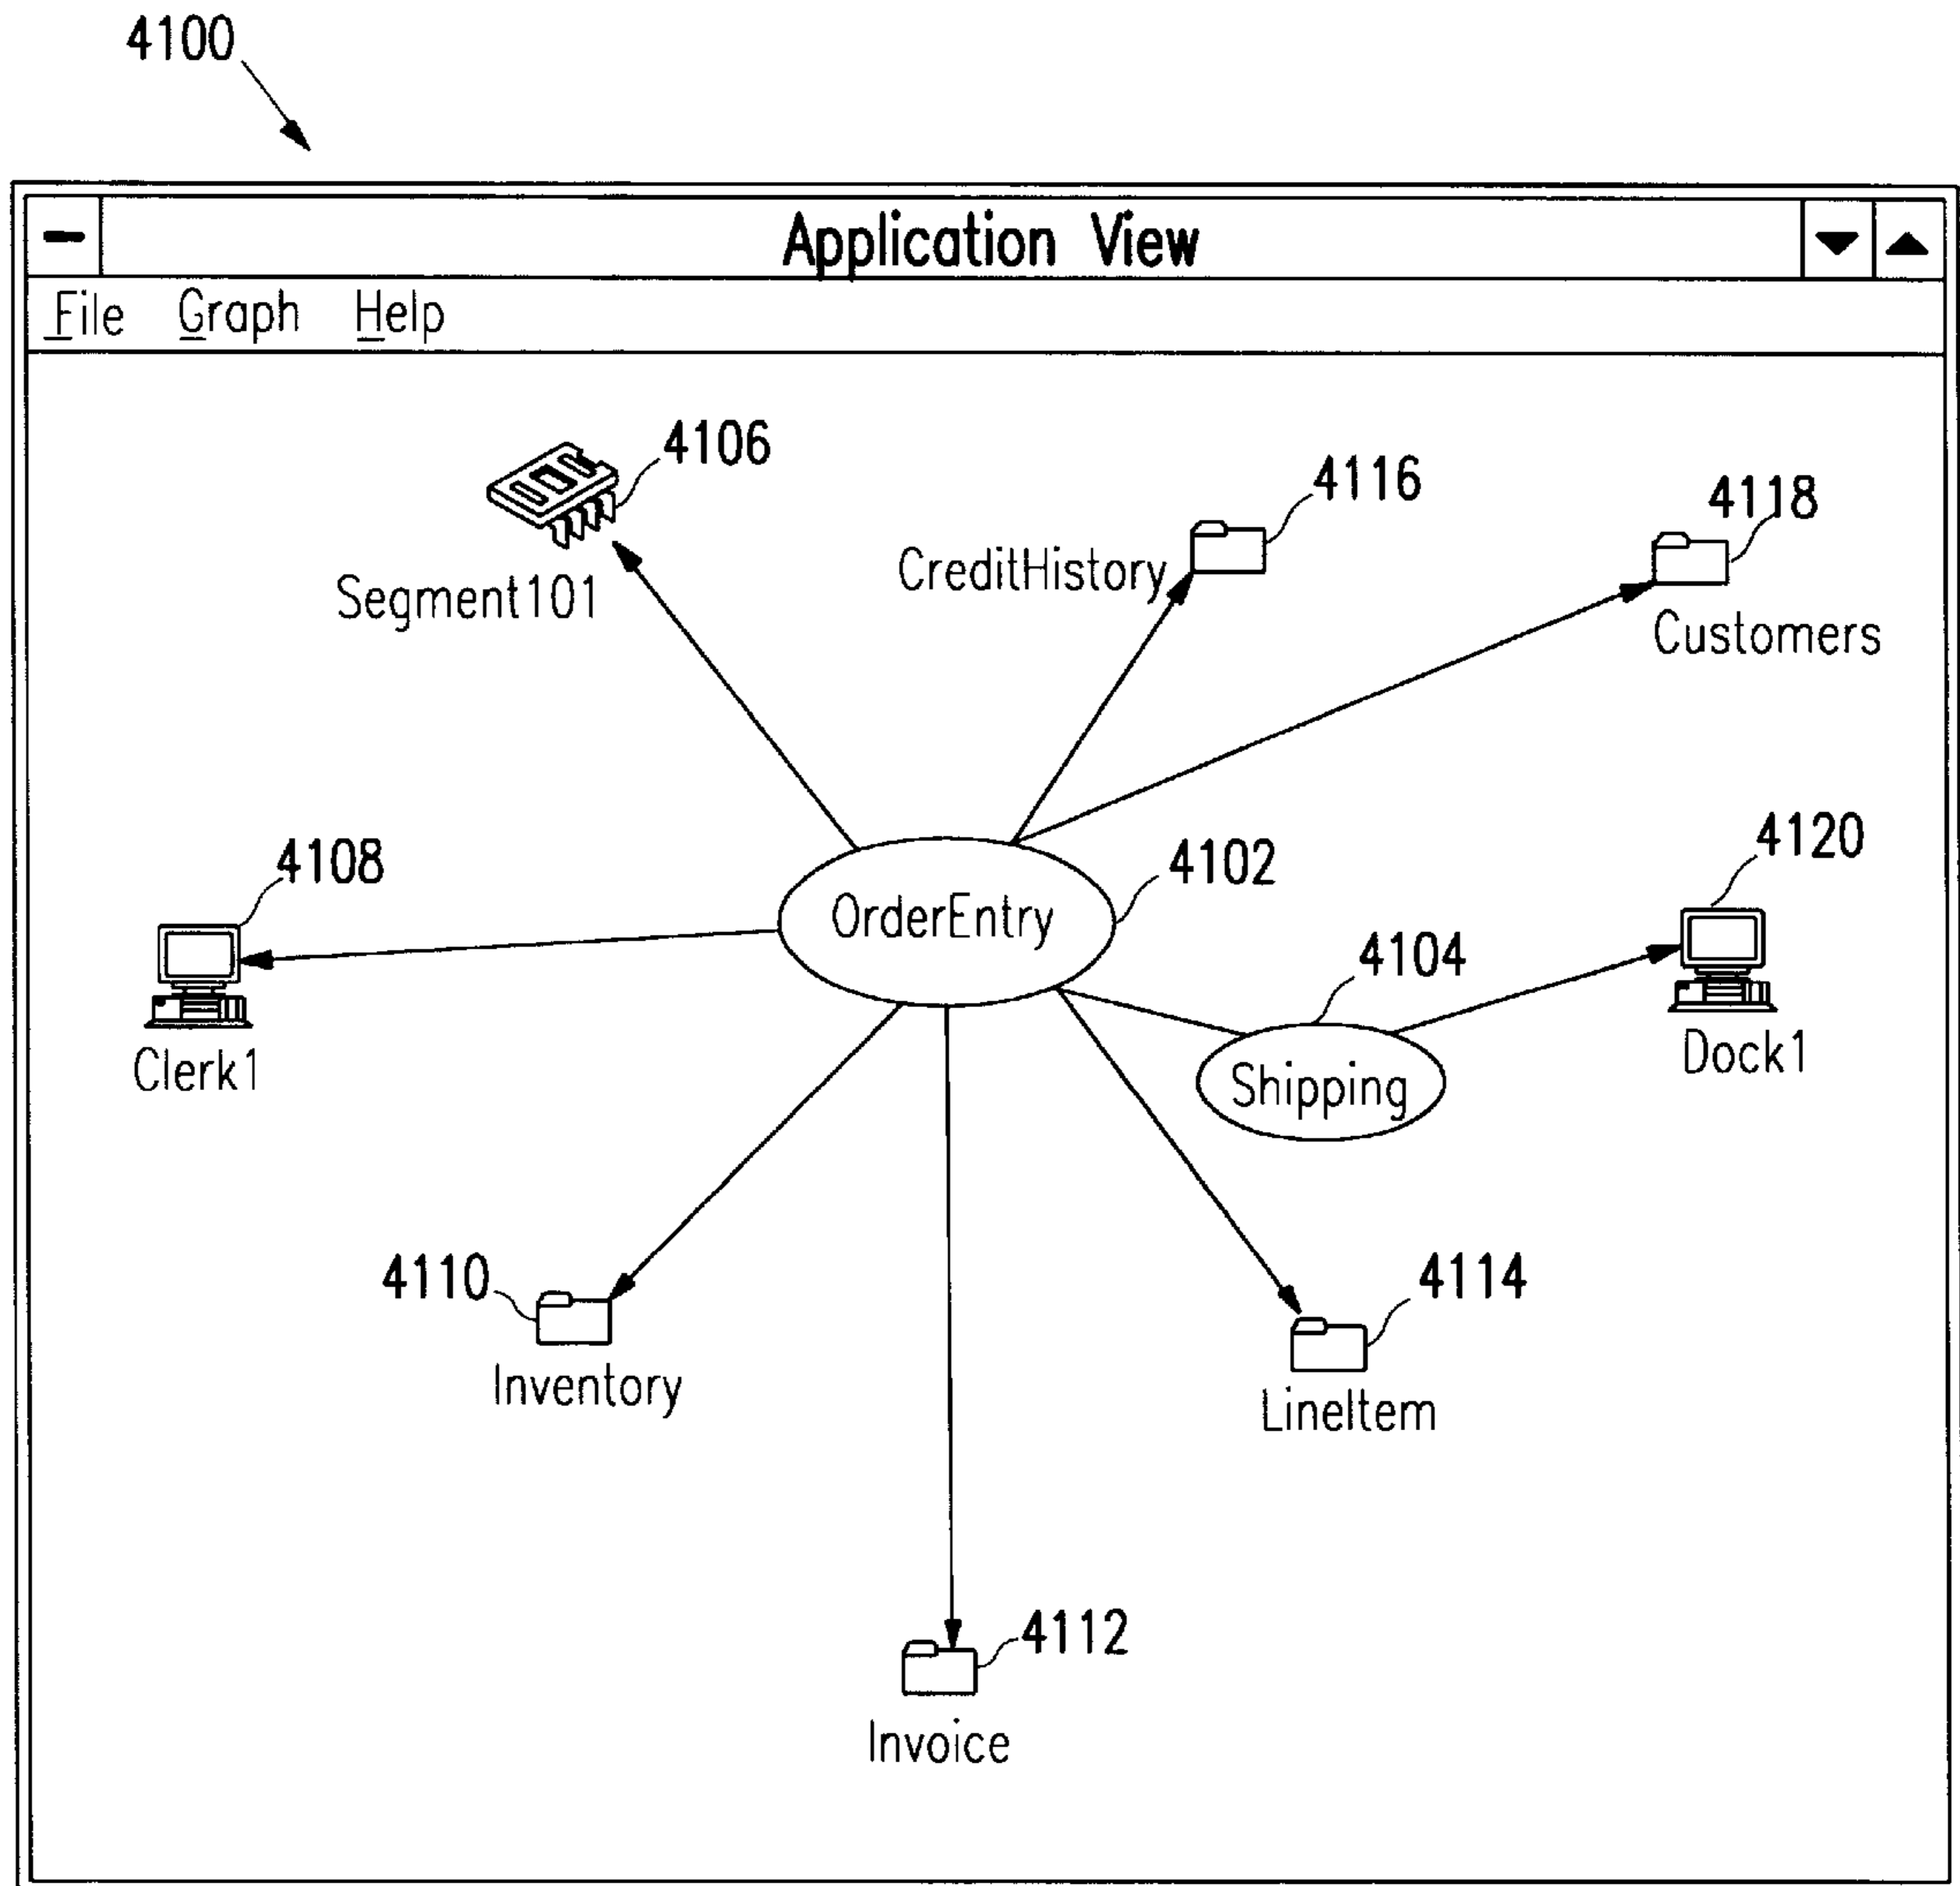 4100
Application View
File Graph Help
4106
Segment101
4116
CreditHistory
4118
Customers
4108
Clerk1
OrderEntry
4102
4120
Dock1
4104
Shipping
4110
Inventory
4114
LineItem
4112
Invoice